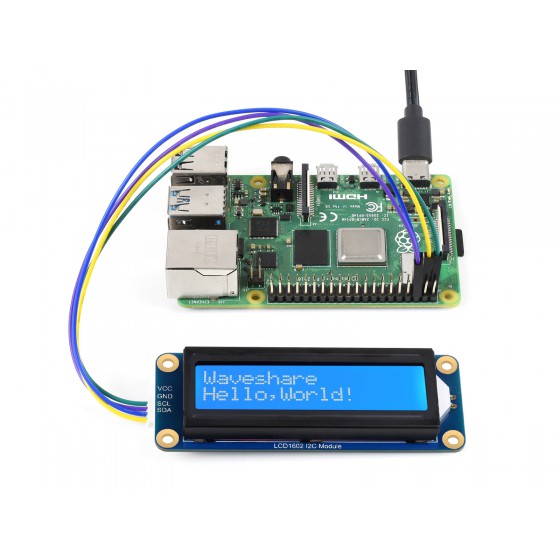 HDMI
VCC
GND
SCL
SDA
Waveshare
Hello,World!
LCD1602 I2C Module